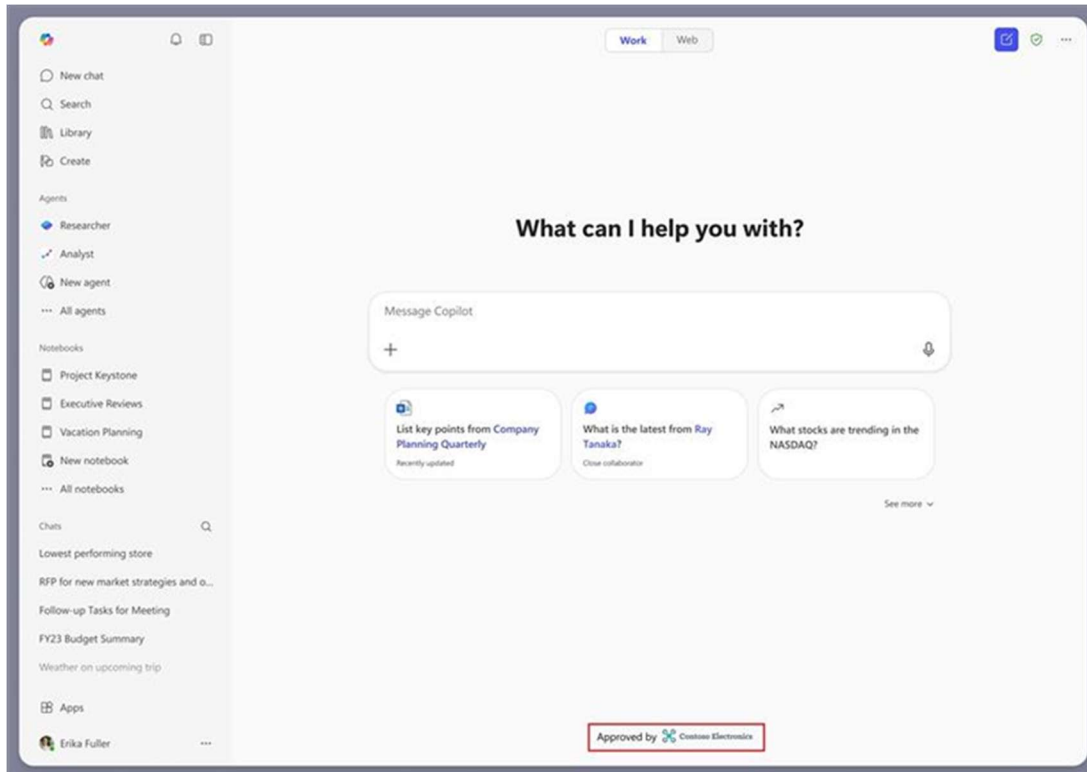 New chat
Search
Library
Create
Agents
Researcher
Analyst
New agent
All agents
Notebooks
Project Keystone
Executive Reviews
Vacation Planning
New notebook
All notebooks
Chats
Lowest performing store
RFP for new market strategies and o...
Follow-up Tasks for Meeting
FY23 Budget Summary
Weather on upcoming trip
Apps
Erika Fuller
Work Web
What can I help you with?
Message Copilot
List key points from Company
Planning Quarterly
Recently updated
What is the latest from Ray
Tanaka?
Close collaborator
What stocks are trending in the
NASDAQ?
See more
Approved by Contoso Electronics